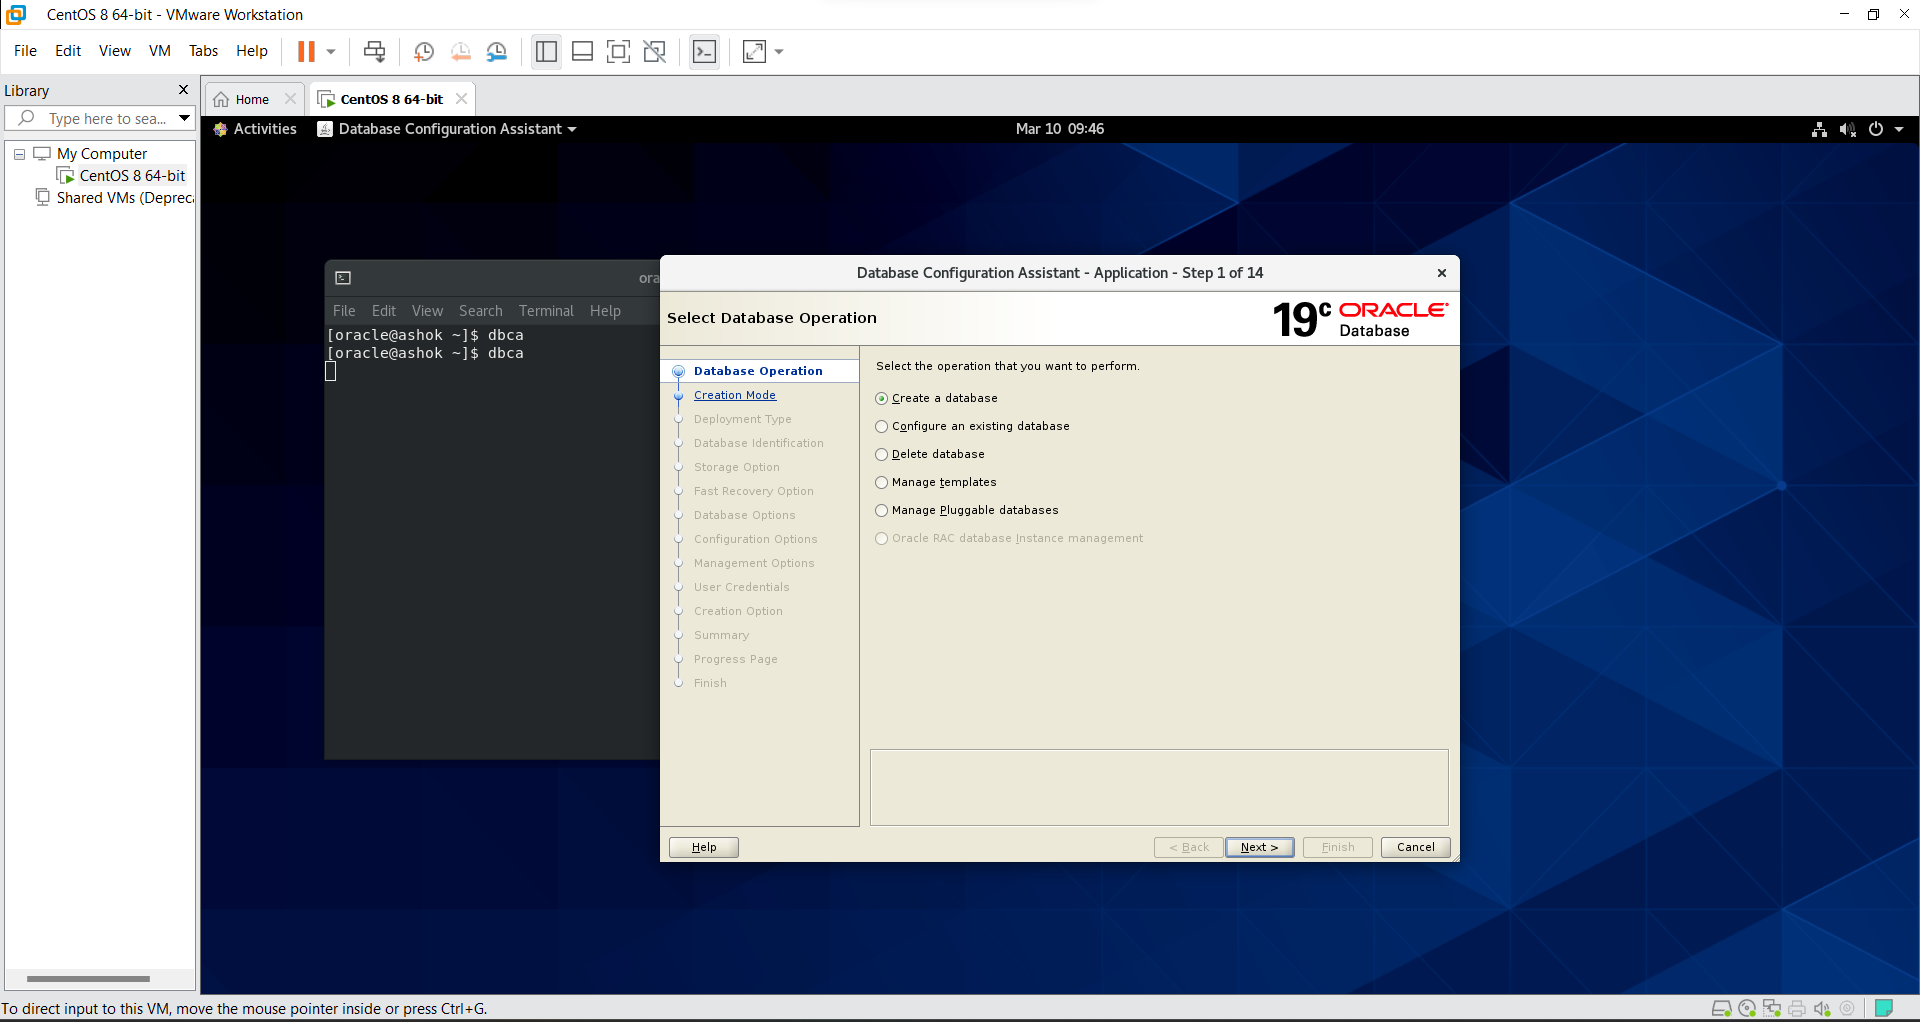 CentOS 8 64-bit - VMware Workstation
File Edit View VM Tabs Help
Library
Type here to sea...
My Computer
CentOS 8 64-bit
Shared VMs (Depreca
Home
CentOS 8 64-bit
Activities
Database Configuration Assistant
Mar 10 09:46
ora
File Edit View Search Terminal Help
[oracle@ashok ~]$ dbca
[oracle@ashok ~]$ dbca
Database Configuration Assistant - Application - Step 1 of 14
Select Database Operation
19c ORACLE
Database
Database Operation
Creation Mode
Deployment Type
Database Identification
Storage Option
Fast Recovery Option
Database Options
Configuration Options
Management Options
User Credentials
Creation Option
Summary
Progress Page
Finish
Select the operation that you want to perform.
Create a database
Configure an existing database
Delete database
Manage templates
Manage Pluggable databases
Oracle RAC database Instance management
Help
< Back
Next >
Finish
Cancel
To direct input to this VM, move the mouse pointer inside or press Ctrl+G.